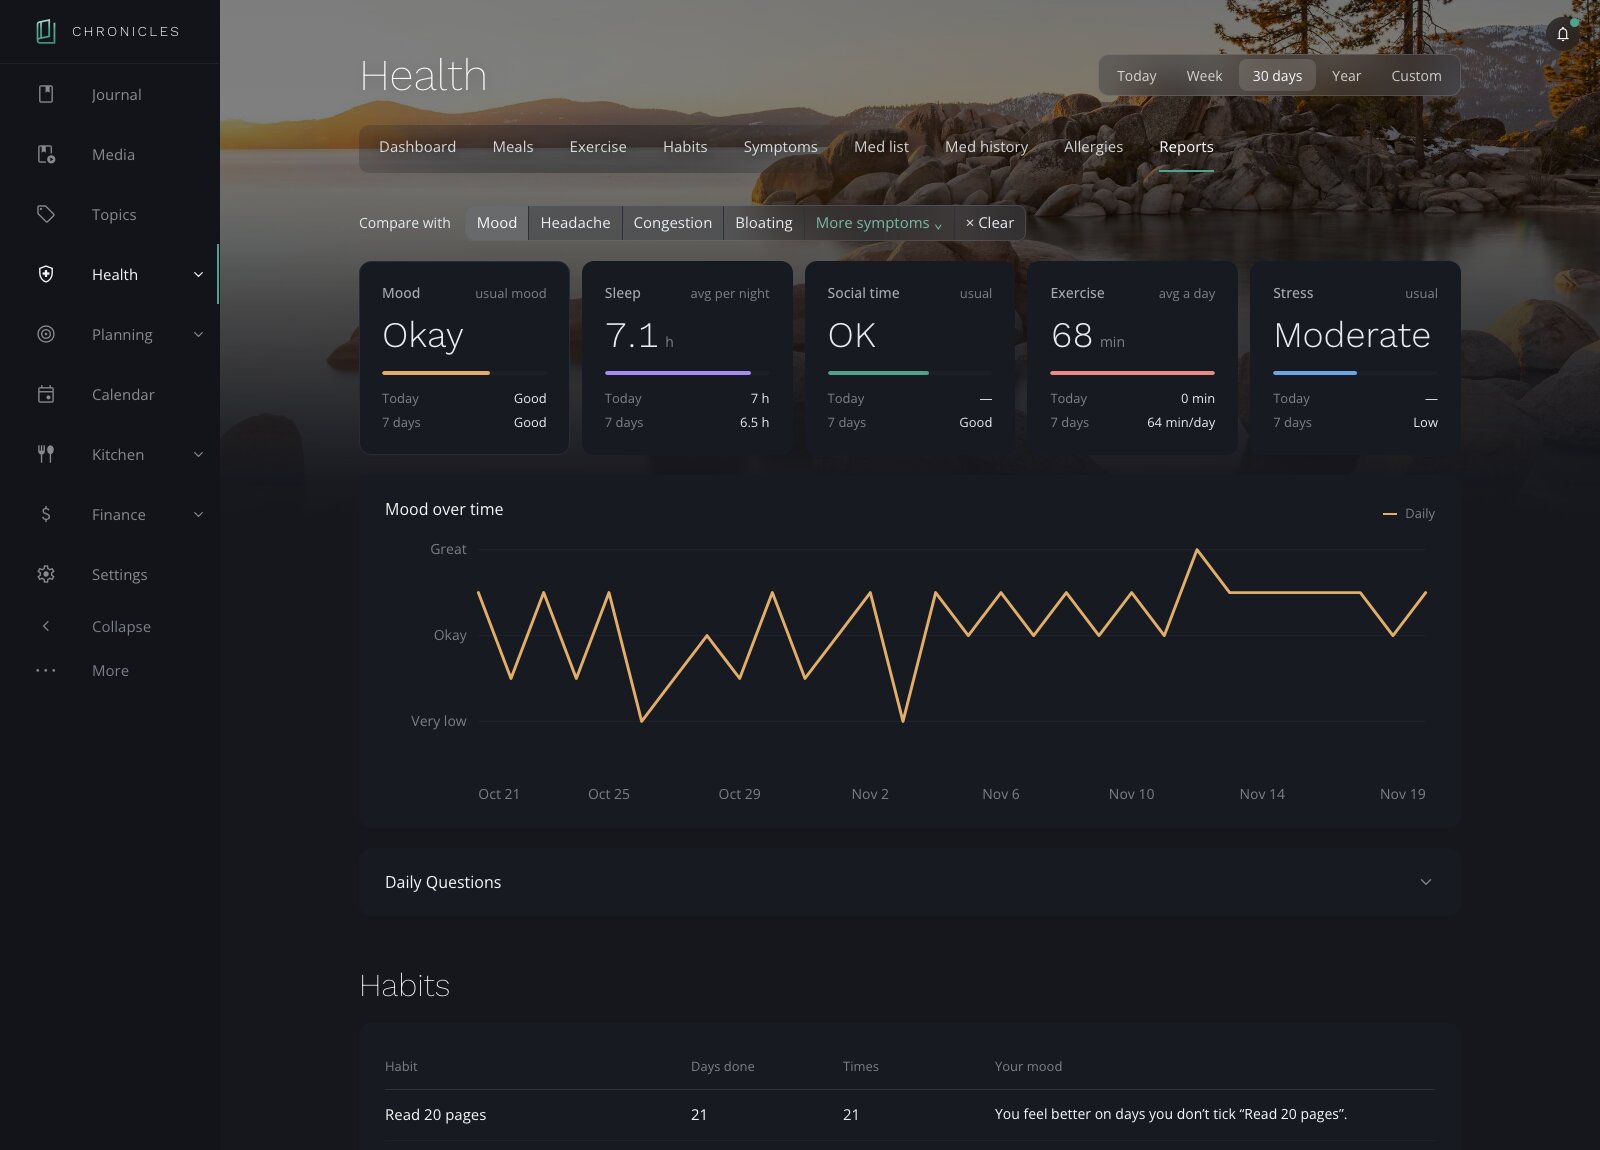 CHRONICLES
Journal
Media
Topics
Health
Planning
Calendar
Kitchen
Finance
Settings
Collapse
More
Health
Today Week 30 days Year Custom
Dashboard Meals Exercise Habits Symptoms Med list Med history Allergies Reports
Compare with Mood Headache Congestion Bloating More symptoms × Clear
Mood usual mood
Okay
Today Good
7 days Good
Sleep avg per night
7.1 h
Today 7 h
7 days 6.5 h
Social time usual
OK
Today —
7 days Good
Exercise avg a day
68 min
Today 0 min
7 days 64 min/day
Stress usual
Moderate
Today —
7 days Low
Mood over time
Daily
Great
Okay
Very low
Oct 21 Oct 25 Oct 29 Nov 2 Nov 6 Nov 10 Nov 14 Nov 19
Daily Questions
Habits
Habit Days done Times Your mood
Read 20 pages 21 21 You feel better on days you don’t tick “Read 20 pages”.